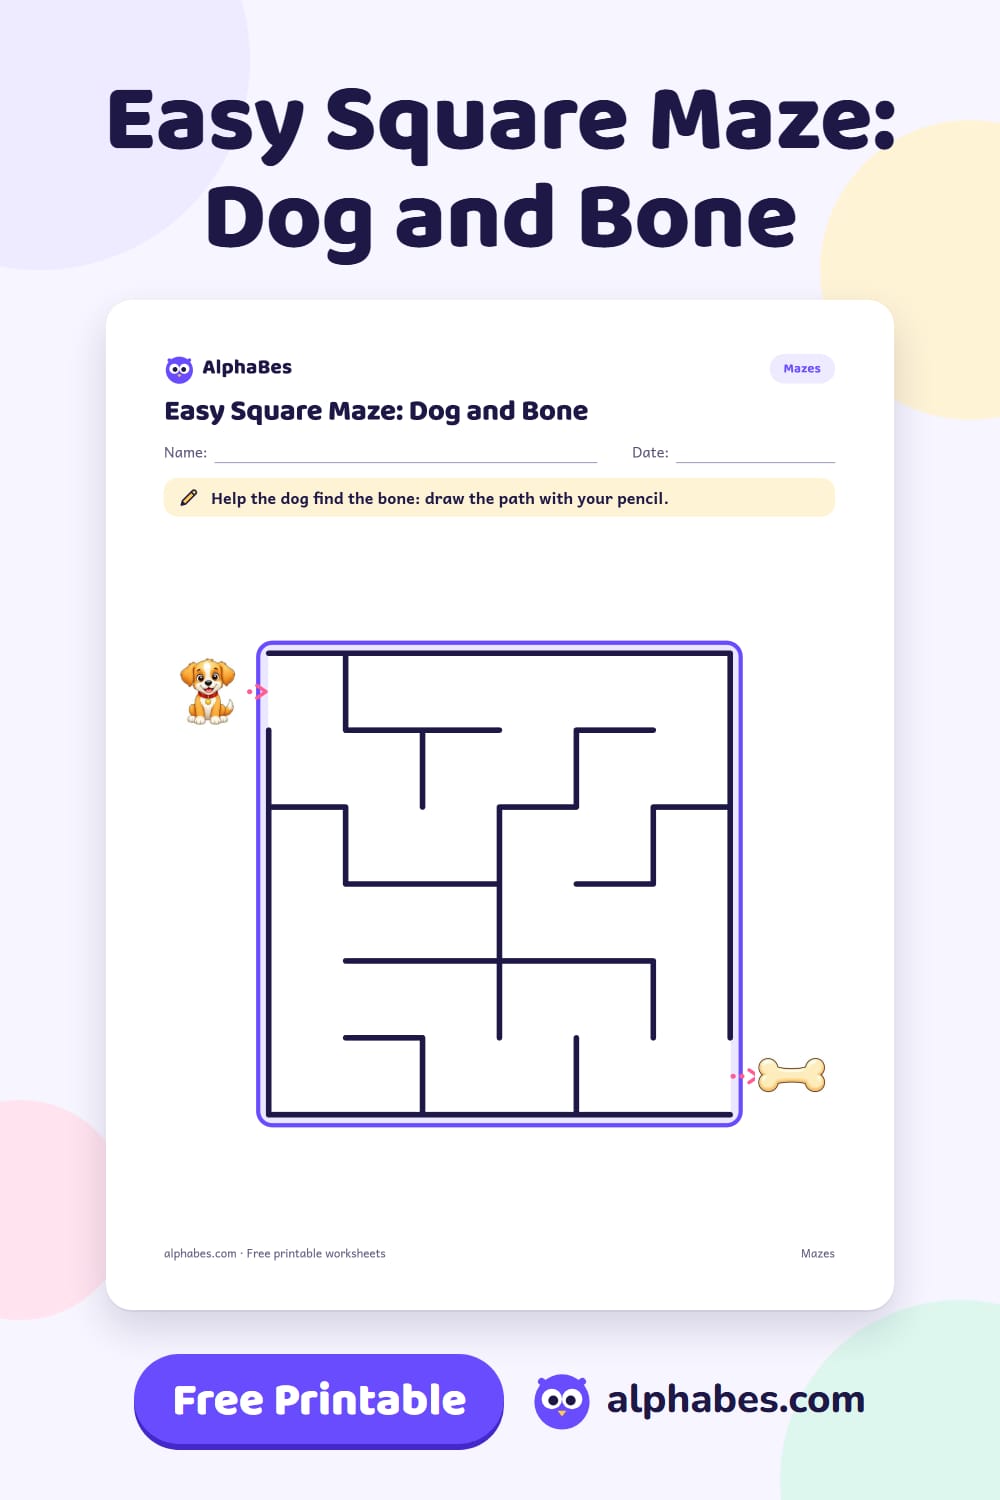 Easy Square Maze:
Dog and Bone
AlphaBes
Mazes
Easy Square Maze: Dog and Bone
Name:
Date:
Help the dog find the bone: draw the path with your pencil.
alphabes.com · Free printable worksheets
Mazes
Free Printable
alphabes.com